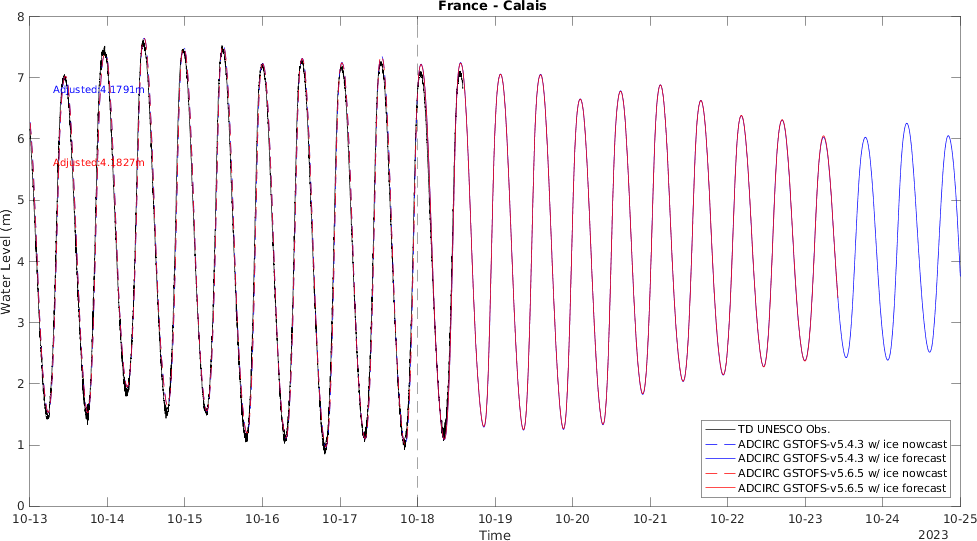 France - Calais
8
7
6
5
4
3
2
1
0
Water Level (m)
Adjusted:4.1791m
Adjusted:4.1827m
TD UNESCO Obs.
ADCIRC GSTOFS-v5.4.3 w/ ice nowcast
ADCIRC GSTOFS-v5.4.3 w/ ice forecast
ADCIRC GSTOFS-v5.6.5 w/ ice nowcast
ADCIRC GSTOFS-v5.6.5 w/ ice forecast
10-13 10-14 10-15 10-16 10-17 10-18 10-19 10-20 10-21 10-22 10-23 10-24 10-25
Time
2023